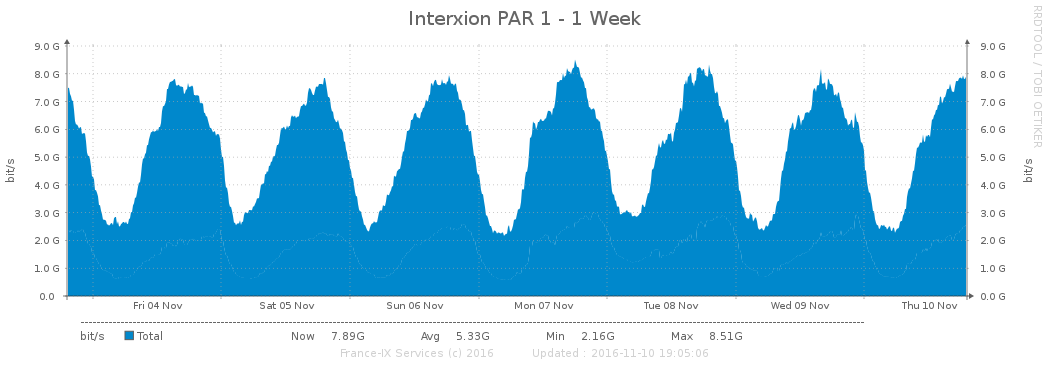 Interxion PAR 1 - 1 Week
RRDTOOL / TOBI OETIKER
bit/s
9.0 G 9.0 G
8.0 G 8.0 G
7.0 G 7.0 G
6.0 G 6.0 G
5.0 G 5.0 G
4.0 G 4.0 G
3.0 G 3.0 G
2.0 G 2.0 G
1.0 G 1.0 G
0.0 0.0 G
bit/s
Fri 04 Nov Sat 05 Nov Sun 06 Nov Mon 07 Nov Tue 08 Nov Wed 09 Nov Thu 10 Nov
bit/s Total Now 7.89G Avg 5.33G Min 2.16G Max 8.51G
France-IX Services (c) 2016 Updated : 2016-11-10 19:05:06